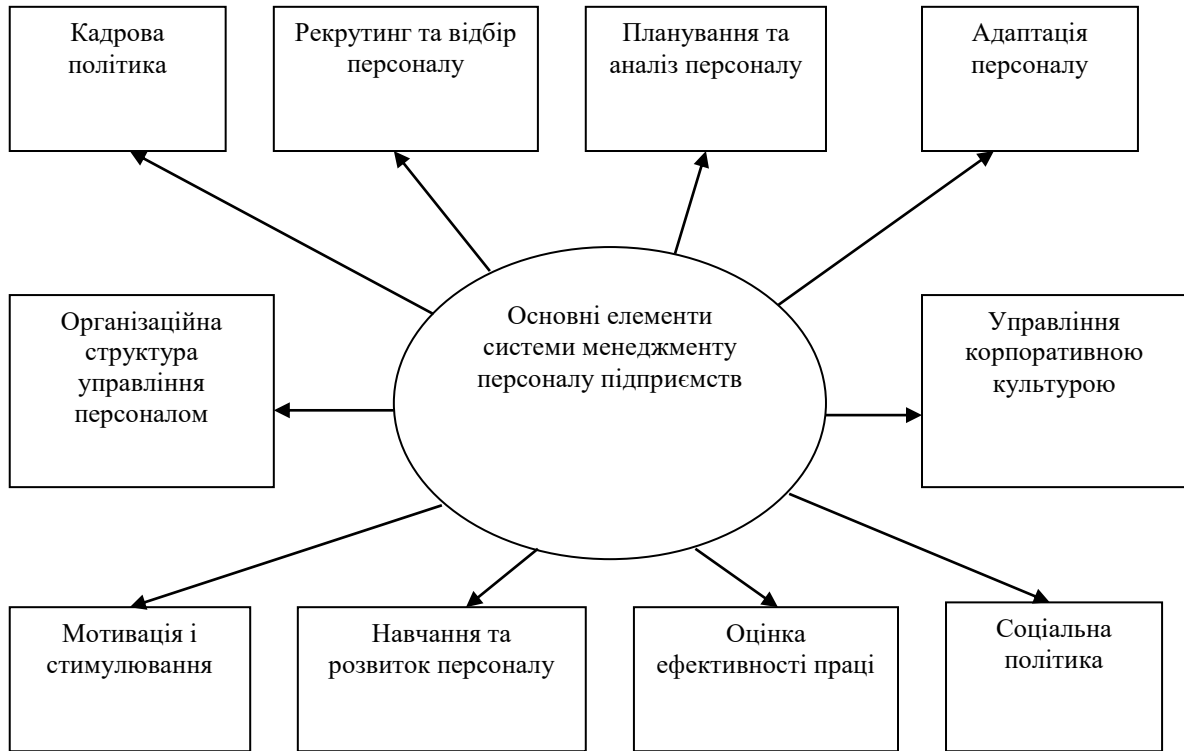 Кадрова
політика
Рекрутинг та відбір
персоналу
Планування та
аналіз персоналу
Адаптація
персоналу
Організаційна
структура
управління
персоналом
Основні елементи
системи менеджменту
персоналу підприємств
Управління
корпоративною
культурою
Мотивація і
стимулювання
Навчання та
розвиток персоналу
Оцінка
ефективності праці
Соціальна
політика